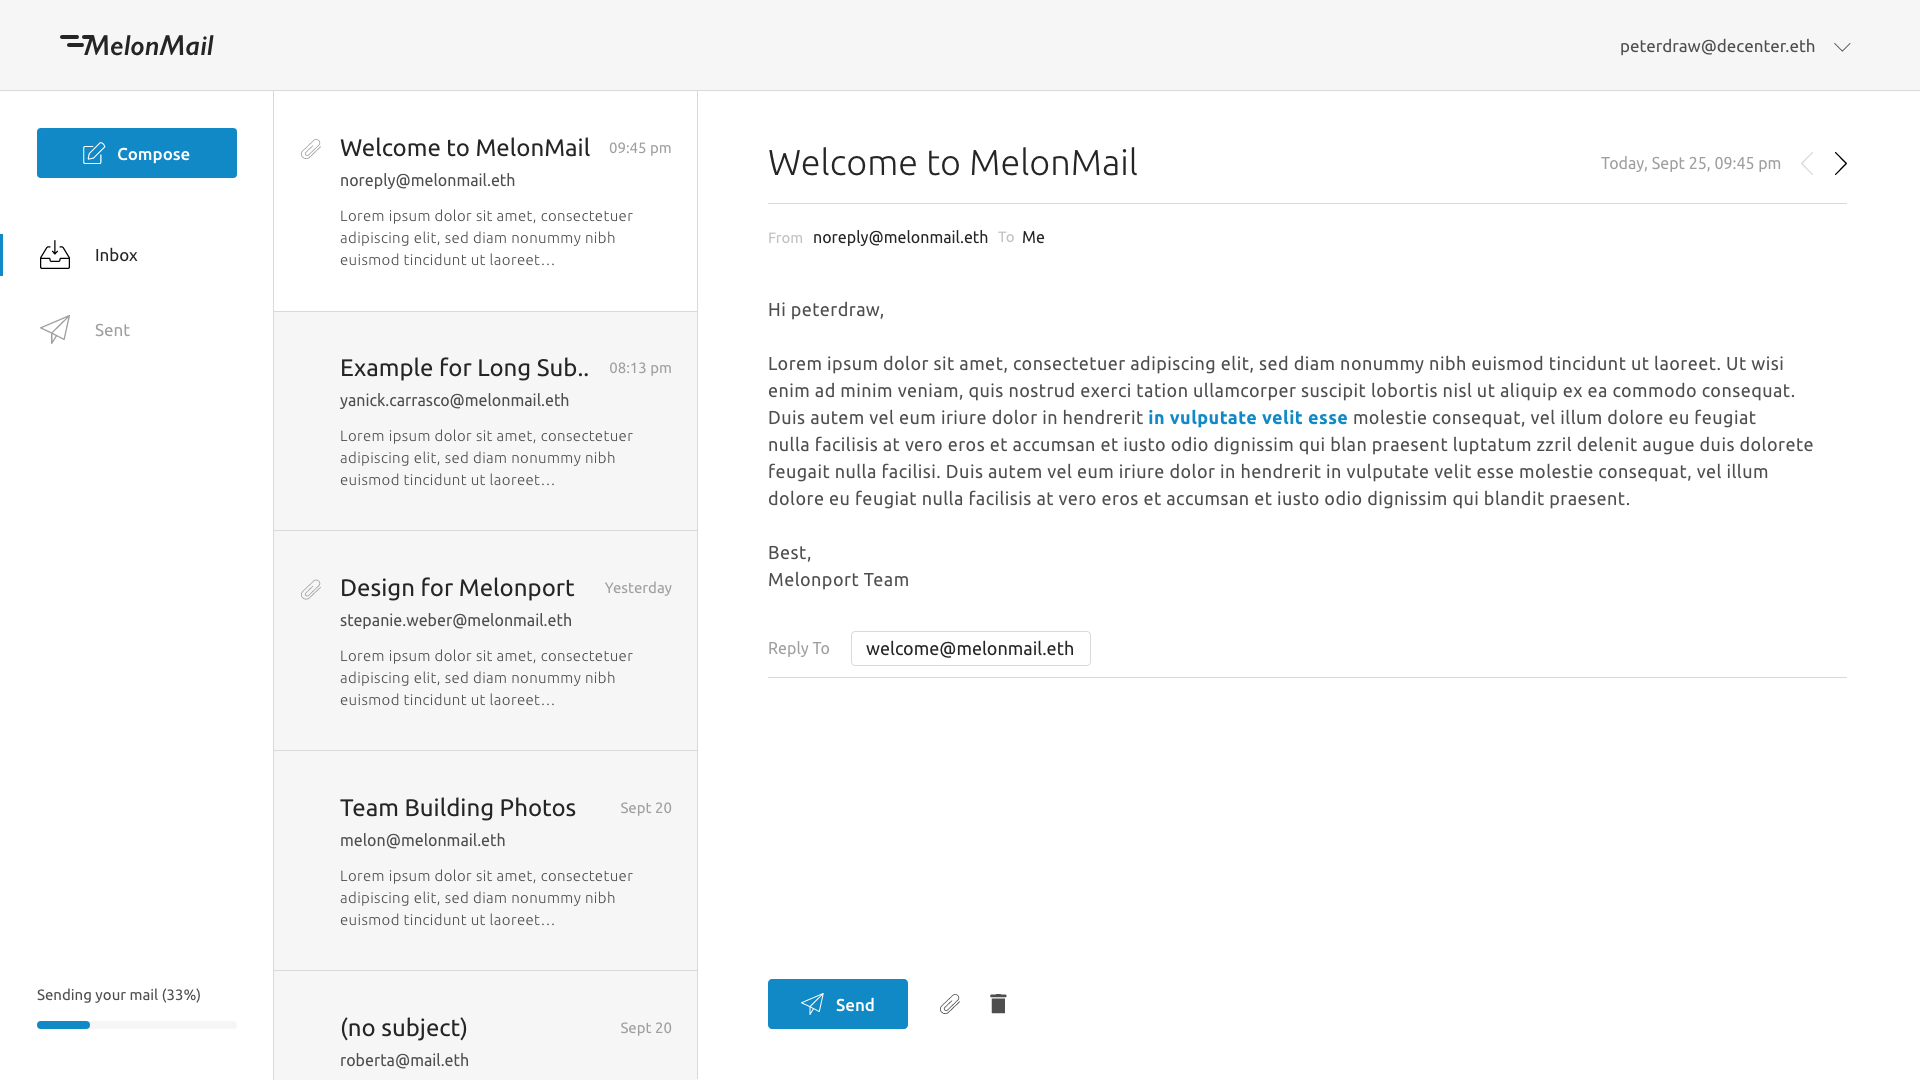 MelonMail
peterdraw@decenter.eth
Compose
Inbox
Sent
Sending your mail (33%)
Welcome to MelonMail 09:45 pm
noreply@melonmail.eth
Lorem ipsum dolor sit amet, consectetuer
adipiscing elit, sed diam nonummy nibh
euismod tincidunt ut laoreet…
Example for Long Sub.. 08:13 pm
yanick.carrasco@melonmail.eth
Lorem ipsum dolor sit amet, consectetuer
adipiscing elit, sed diam nonummy nibh
euismod tincidunt ut laoreet…
Design for Melonport Yesterday
stepanie.weber@melonmail.eth
Lorem ipsum dolor sit amet, consectetuer
adipiscing elit, sed diam nonummy nibh
euismod tincidunt ut laoreet…
Team Building Photos Sept 20
melon@melonmail.eth
Lorem ipsum dolor sit amet, consectetuer
adipiscing elit, sed diam nonummy nibh
euismod tincidunt ut laoreet…
(no subject) Sept 20
roberta@mail.eth
Welcome to MelonMail Today, Sept 25, 09:45 pm
From noreply@melonmail.eth To Me
Hi peterdraw,
Lorem ipsum dolor sit amet, consectetuer adipiscing elit, sed diam nonummy nibh euismod tincidunt ut laoreet. Ut wisi
enim ad minim veniam, quis nostrud exerci tation ullamcorper suscipit lobortis nisl ut aliquip ex ea commodo consequat.
Duis autem vel eum iriure dolor in hendrerit in vulputate velit esse molestie consequat, vel illum dolore eu feugiat
nulla facilisis at vero eros et accumsan et iusto odio dignissim qui blan praesent luptatum zzril delenit augue duis dolorete
feugait nulla facilisi. Duis autem vel eum iriure dolor in hendrerit in vulputate velit esse molestie consequat, vel illum
dolore eu feugiat nulla facilisis at vero eros et accumsan et iusto odio dignissim qui blandit praesent.
Best,
Melonport Team
Reply To welcome@melonmail.eth
Send